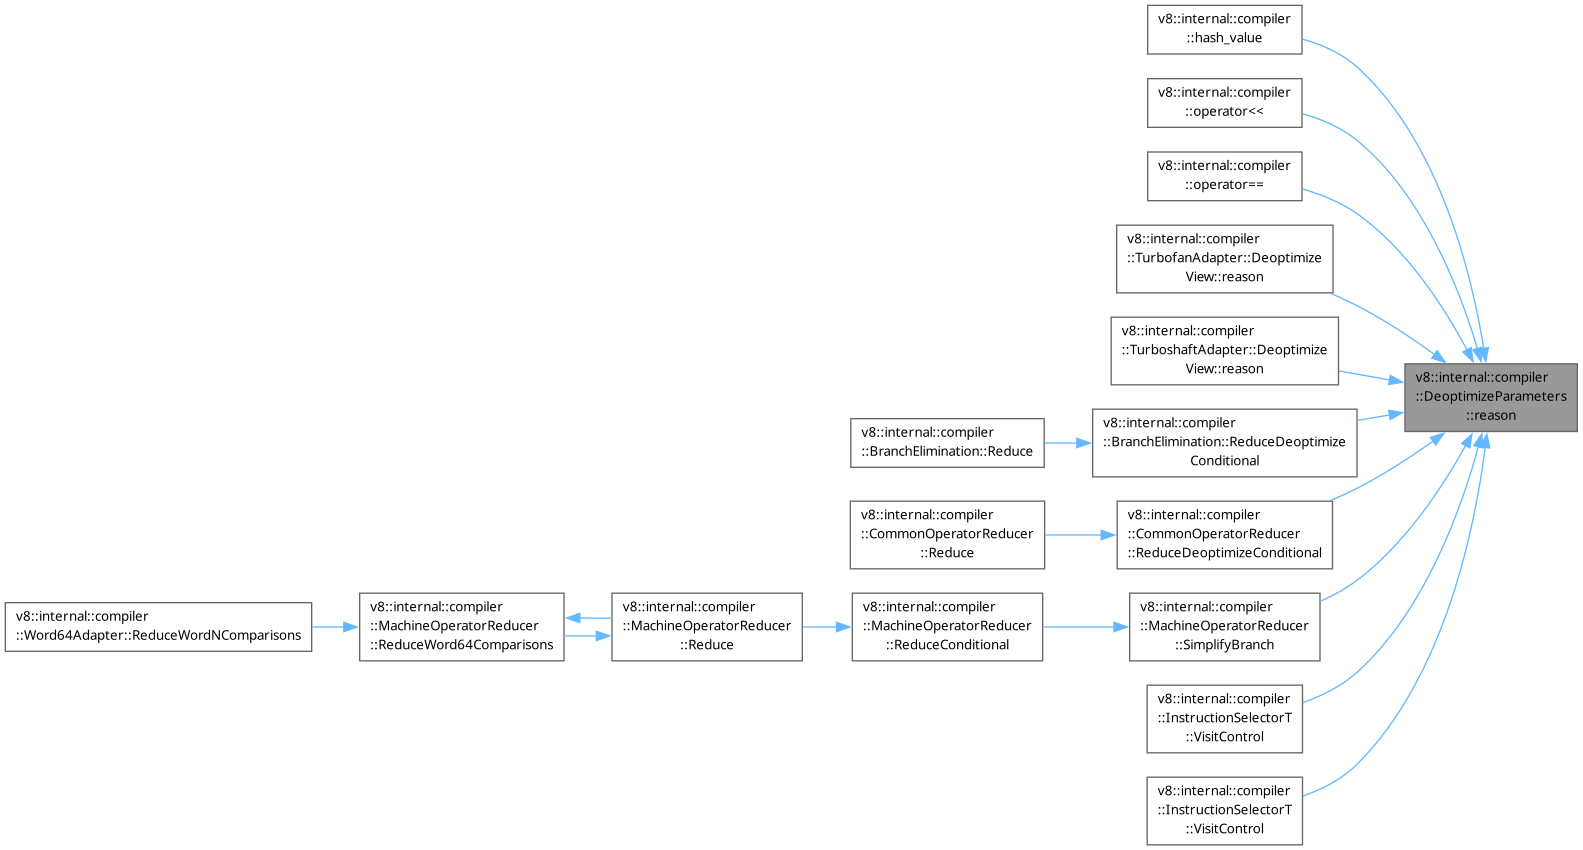 v8::internal::compiler
::hash_value
v8::internal::compiler
::operator<<
v8::internal::compiler
::operator==
v8::internal::compiler
::TurbofanAdapter::Deoptimize
View::reason
v8::internal::compiler
::TurboshaftAdapter::Deoptimize
View::reason
v8::internal::compiler
::DeoptimizeParameters
::reason
v8::internal::compiler
::BranchElimination::Reduce
v8::internal::compiler
::BranchElimination::ReduceDeoptimize
Conditional
v8::internal::compiler
::CommonOperatorReducer
::Reduce
v8::internal::compiler
::CommonOperatorReducer
::ReduceDeoptimizeConditional
v8::internal::compiler
::Word64Adapter::ReduceWordNComparisons
v8::internal::compiler
::MachineOperatorReducer
::ReduceWord64Comparisons
v8::internal::compiler
::MachineOperatorReducer
::Reduce
v8::internal::compiler
::MachineOperatorReducer
::ReduceConditional
v8::internal::compiler
::MachineOperatorReducer
::SimplifyBranch
v8::internal::compiler
::InstructionSelectorT
::VisitControl
v8::internal::compiler
::InstructionSelectorT
::VisitControl